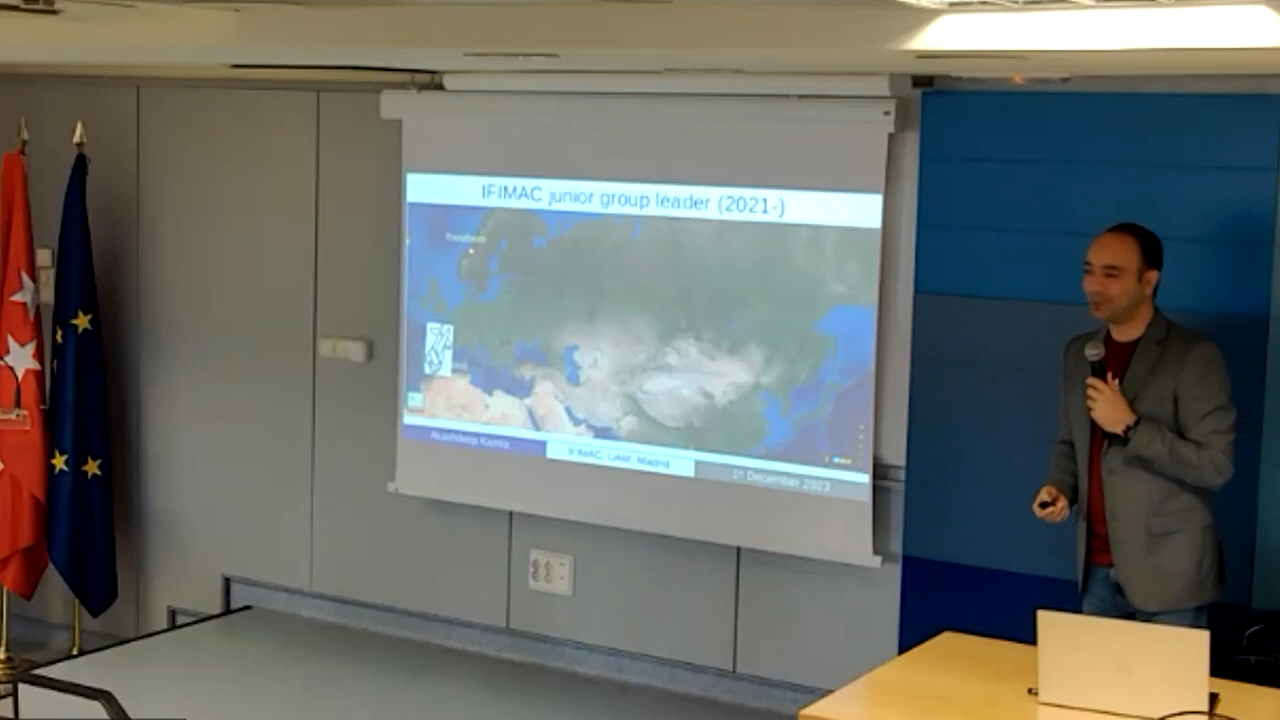 IFIMAC junior group leader (2021-)
Trondheim
Akashdeep Kamra
IFIMAC, UAM, Madrid
1st December 2023